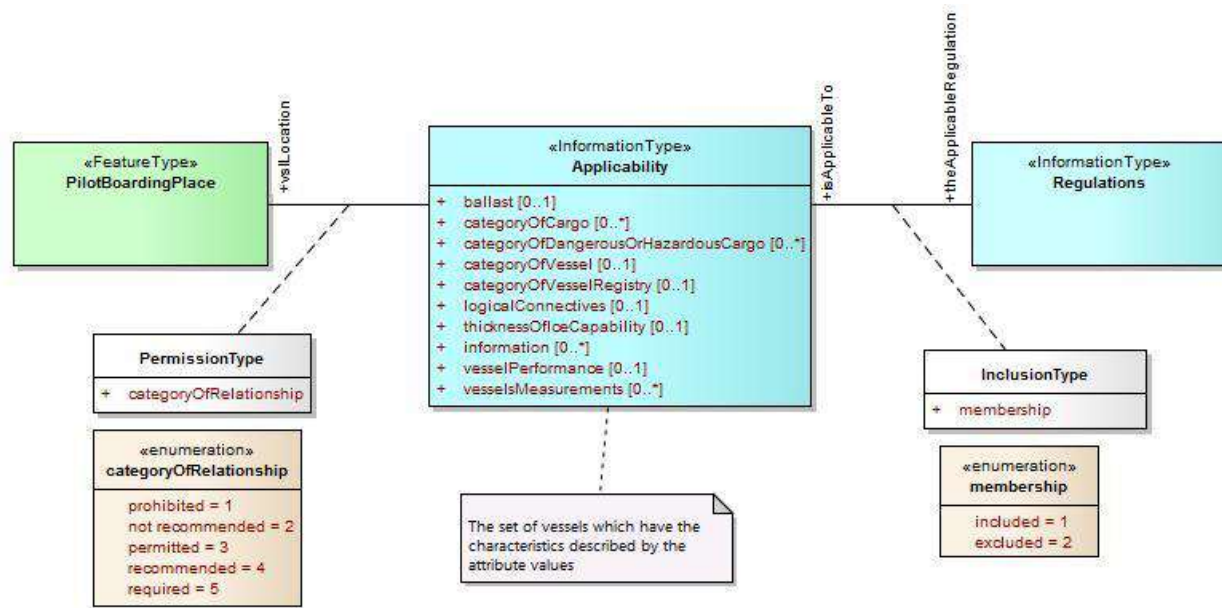 «FeatureType»
PilotBoardingPlace
+vslLocation
«InformationType»
Applicability
+ ballast [0..1]
+ categoryOfCargo [0..*]
+ categoryOfDangerousOrHazardousCargo [0..*]
+ categoryOfVessel [0..1]
+ categoryOfVesselRegistry [0..1]
+ logicalConnectives [0..1]
+ thicknessOfIceCapability [0..1]
+ information [0..*]
+ vesselPerformance [0..1]
+ vesselsMeasurements [0..*]
+isApplicableTo
+theApplicableRegulation
«InformationType»
Regulations
PermissionType
+ categoryOfRelationship
«enumeration»
categoryOfRelationship
prohibited = 1
not recommended = 2
permitted = 3
recommended = 4
required = 5
The set of vessels which have the
characteristics described by the
attribute values
InclusionType
+ membership
«enumeration»
membership
included = 1
excluded = 2